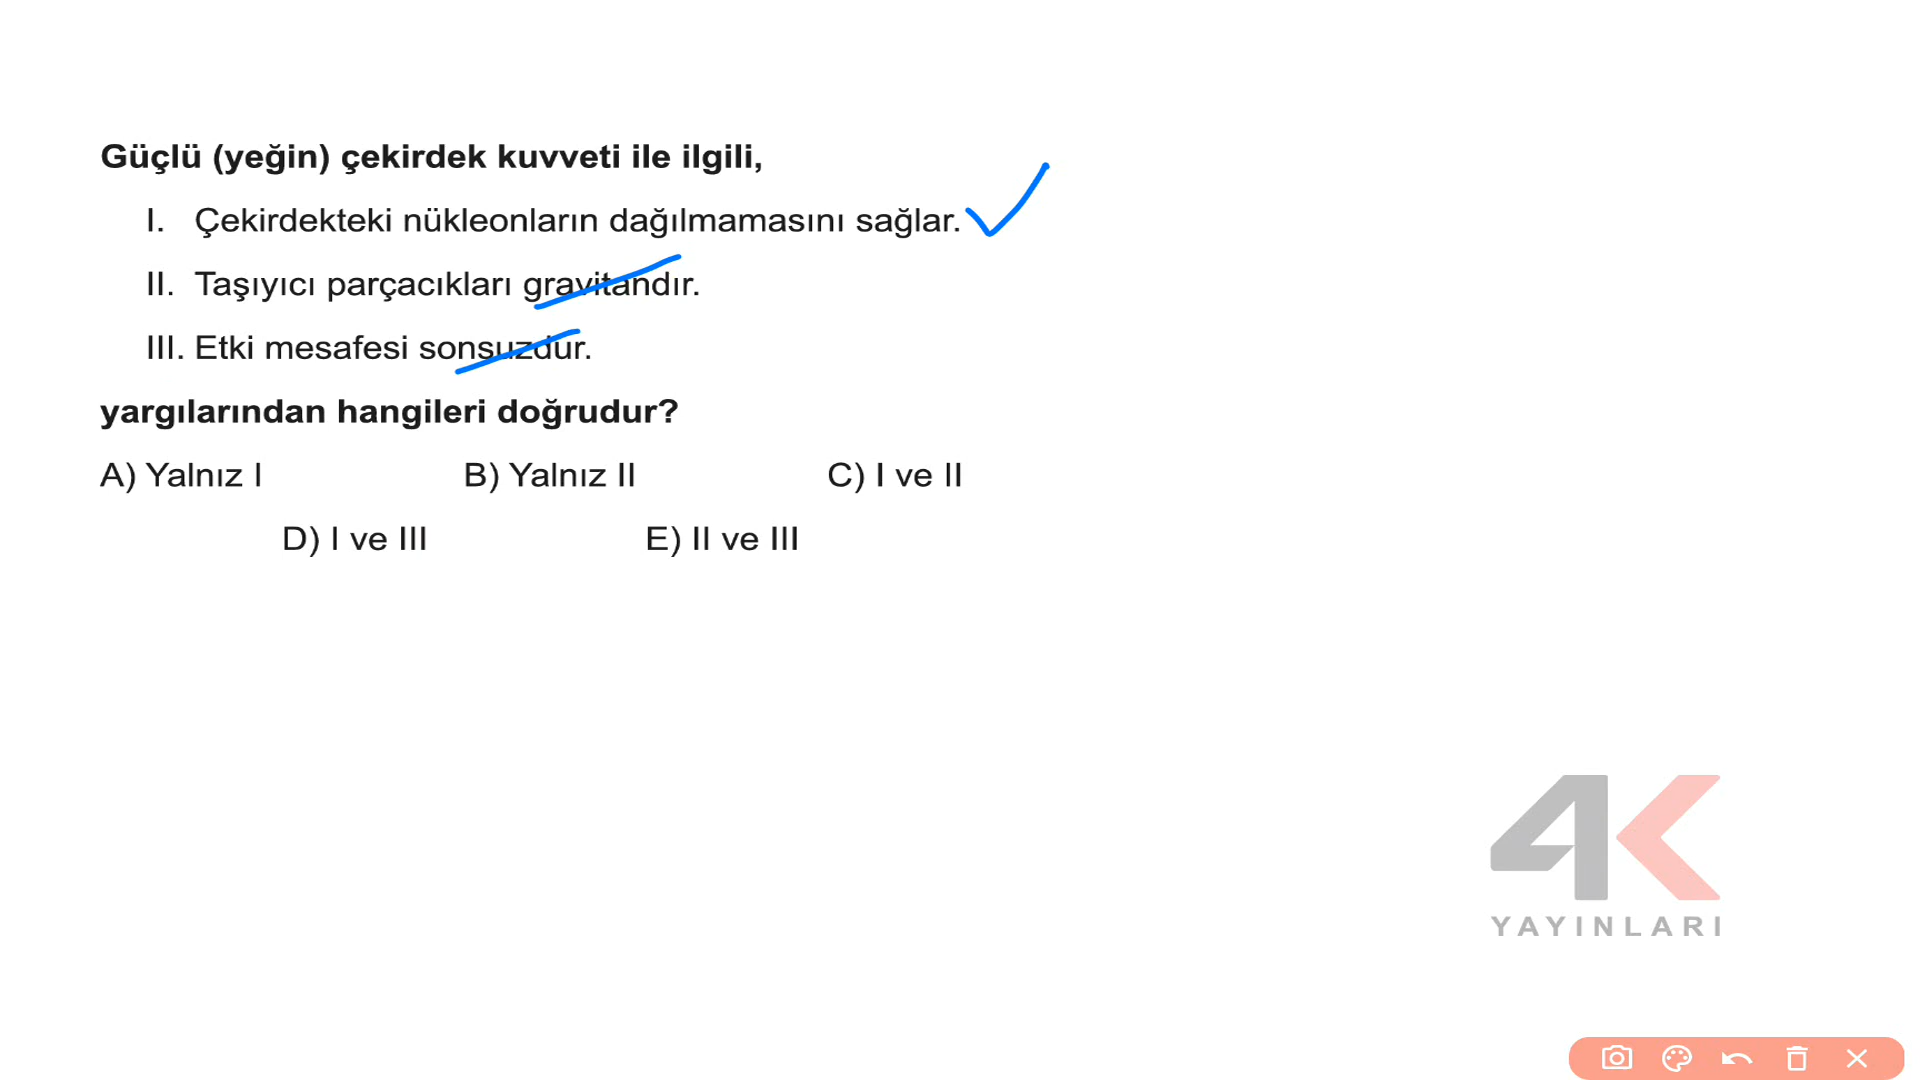 Güçlü (yeğin) çekirdek kuvveti ile ilgili,
I. Çekirdekteki nükleonların dağılmamasını sağlar.
II. Taşıyıcı parçacıkları gravitandır.
III. Etki mesafesi sonsuzdur.
yargılarından hangileri doğrudur?
A) Yalnız I B) Yalnız II C) I ve II
D) I ve III E) II ve III
4K
YAYINLARI